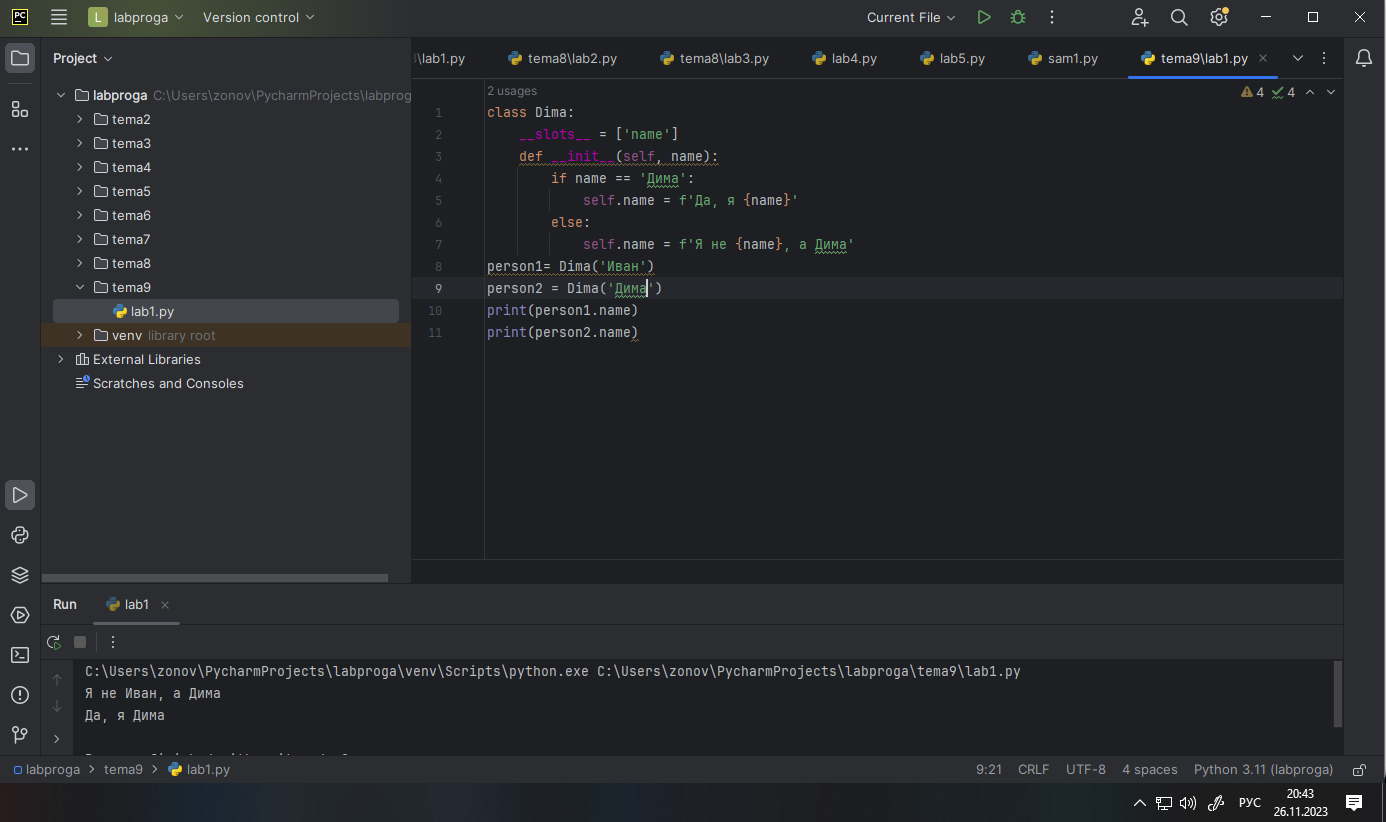 PC
L labproga Version control Current File
Project
\lab1.py tema8\lab2.py tema8\lab3.py lab4.py lab5.py sam1.py tema9\lab1.py
labproga C:\Users\zonov\PycharmProjects\labprog
tema2
tema3
tema4
tema5
tema6
tema7
tema8
tema9
lab1.py
venv library root
External Libraries
Scratches and Consoles
2 usages
4 4
1 class Dima:
2 __slots__ = ['name']
3 def __init__(self, name):
4 if name == 'Дима':
5 self.name = f'Да, я {name}'
6 else:
7 self.name = f'Я не {name}, а Дима'
8 person1= Dima('Иван')
9 person2 = Dima('Дима')
10 print(person1.name)
11 print(person2.name)
Run lab1
C:\Users\zonov\PycharmProjects\labproga\venv\Scripts\python.exe C:\Users\zonov\PycharmProjects\labproga\tema9\lab1.py
Я не Иван, а Дима
Да, я Дима
labproga tema9 lab1.py 9:21 CRLF UTF-8 4 spaces Python 3.11 (labproga)
РУС 20:43
26.11.2023